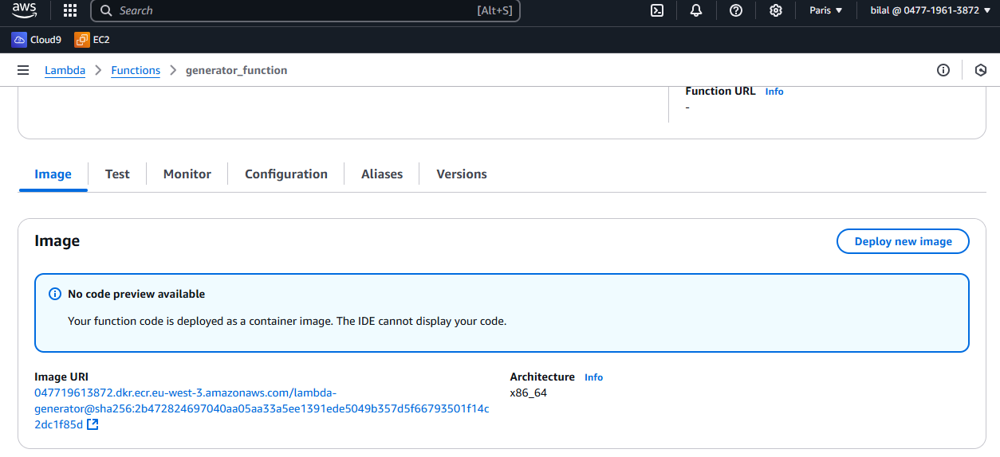 aws
Search [Alt+S] Paris bilal @ 0477-1961-3872
Cloud9 EC2
Lambda Functions generator_function
Function URL Info
-
Image Test Monitor Configuration Aliases Versions
Image Deploy new image
No code preview available
Your function code is deployed as a container image. The IDE cannot display your code.
Image URI Architecture Info
047719613872.dkr.ecr.eu-west-3.amazonaws.com/lambda- x86_64
generator@sha256:2b472824697040aa05aa33a5ee1391ede5049b357d5f66793501f14c
2dc1f85d